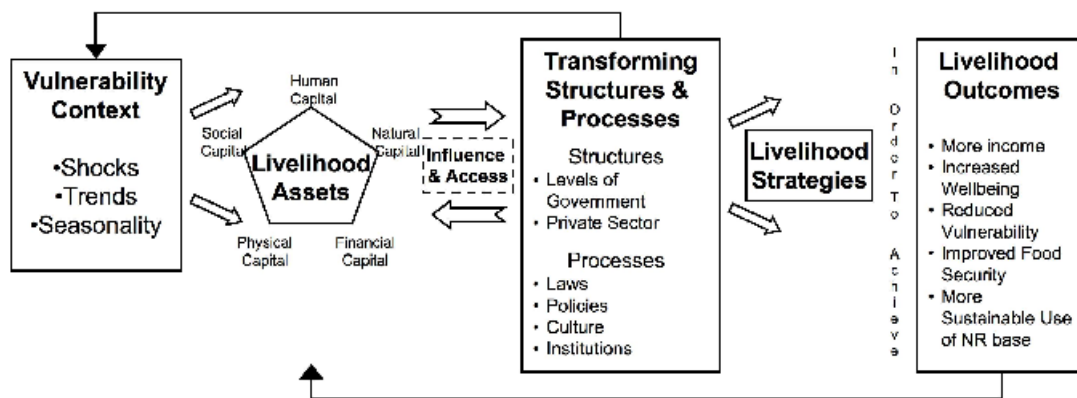 Vulnerability
Context
•Shocks
•Trends
•Seasonality
Human
Capital
Social
Capital
Natural
Capital
Livelihood
Assets
Physical
Capital
Financial
Capital
Influence
& Access
Transforming
Structures &
Processes
Structures
• Levels of
Government
• Private Sector
Processes
• Laws
• Policies
• Culture
• Institutions
Livelihood
Strategies
In Order To Achieve
Livelihood
Outcomes
• More income
• Increased
Wellbeing
• Reduced
Vulnerability
• Improved Food
Security
• More
Sustainable Use
of NR base